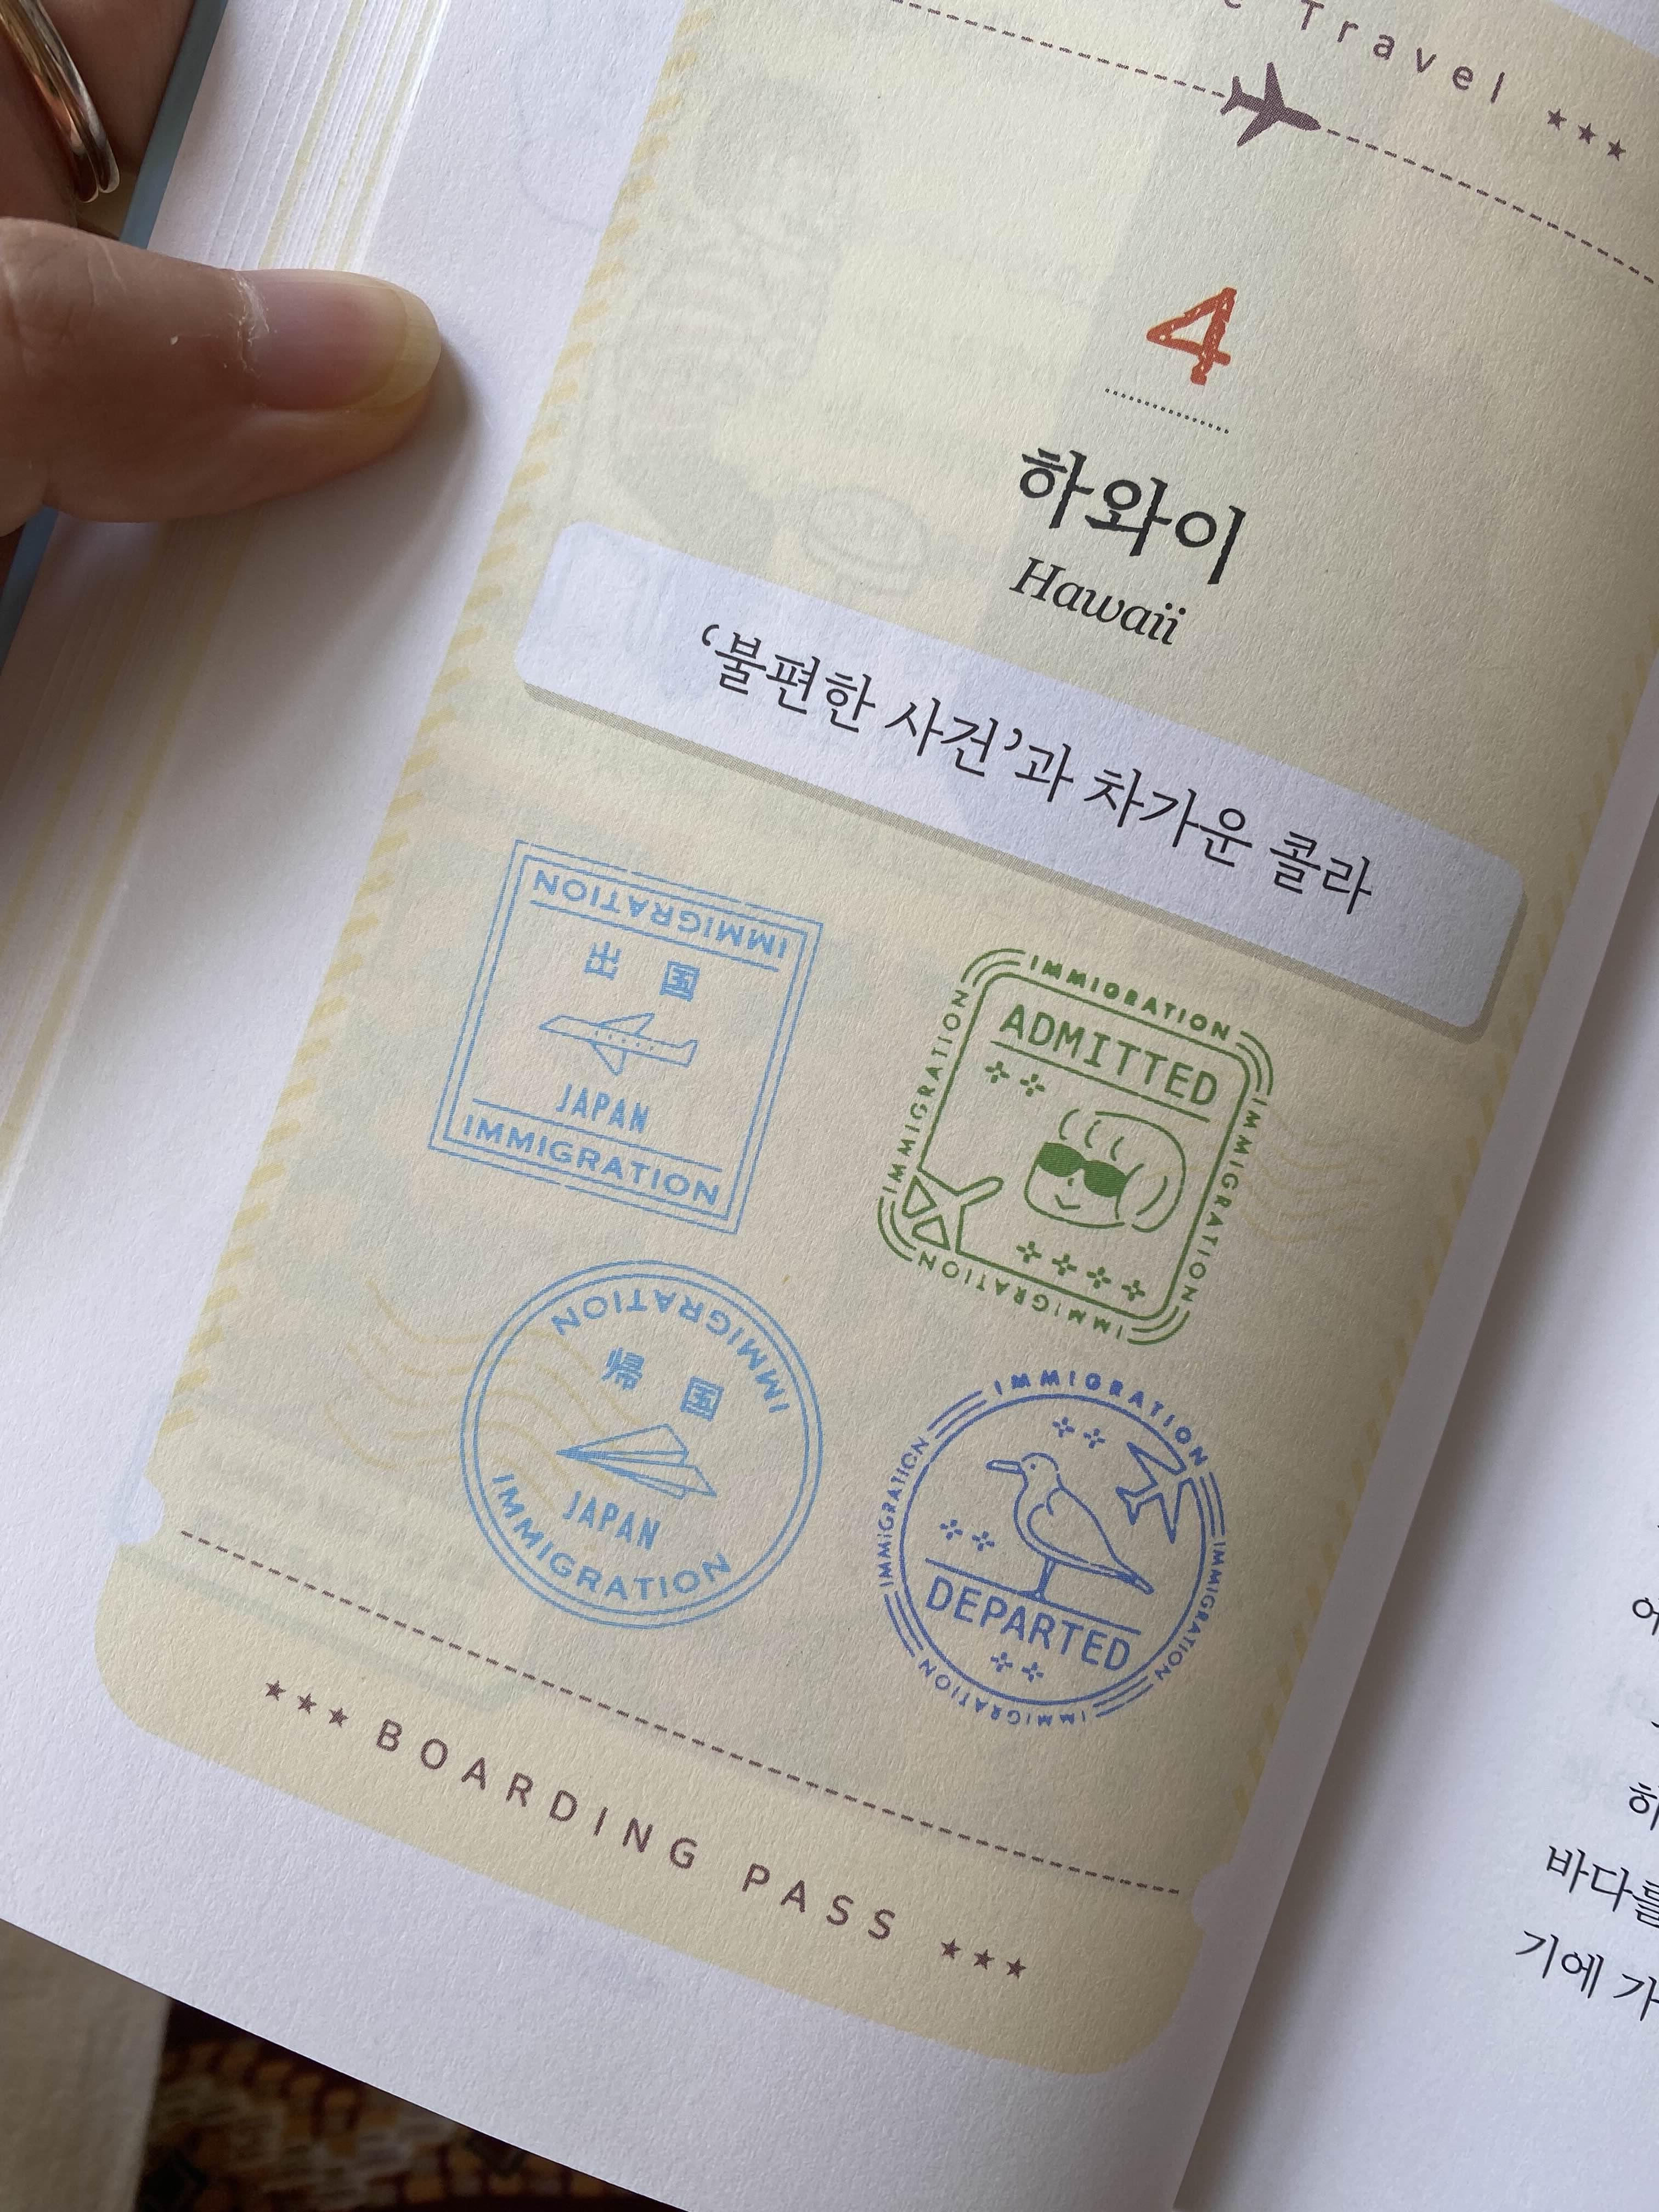 Travel ★★★
4
하와이
Hawaii
‘불편한 사건’과 차가운 콜라
IMMIGRATION
出国
JAPAN
IMMIGRATION
IMMIGRATION
ADMITTED
IMMIGRATION
IMMIGRATION
IMMIGRATION
IMMIGRATION
帰国
JAPAN
IMMIGRATION
IMMIGRATION
IMMIGRATION
IMMIGRATION
DEPARTED
IMMIGRATION
IMMIGRATION
★★★ BOARDING PASS ★★★
바다를
기에 가